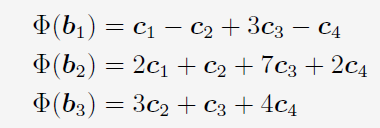 Φ(b₁) = c₁ − c₂ + 3c₃ − c₄
Φ(b₂) = 2c₁ + c₂ + 7c₃ + 2c₄
Φ(b₃) = 3c₂ + c₃ + 4c₄